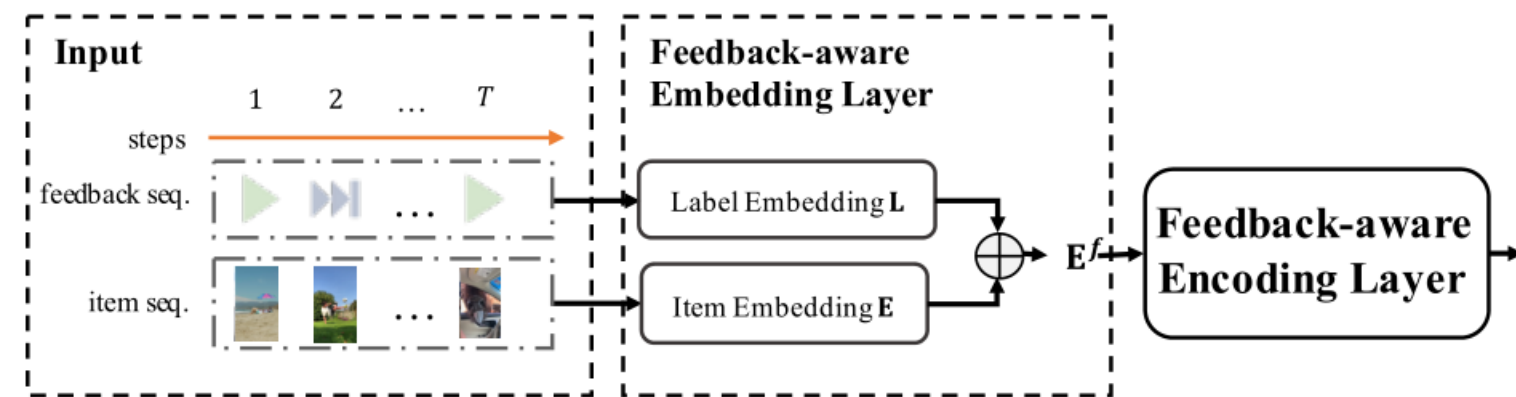 Input
1 2 ... T
steps
feedback seq.
...
item seq.
...
Feedback-aware
Embedding Layer
Label Embedding L
Item Embedding E
E^f
Feedback-aware
Encoding Layer